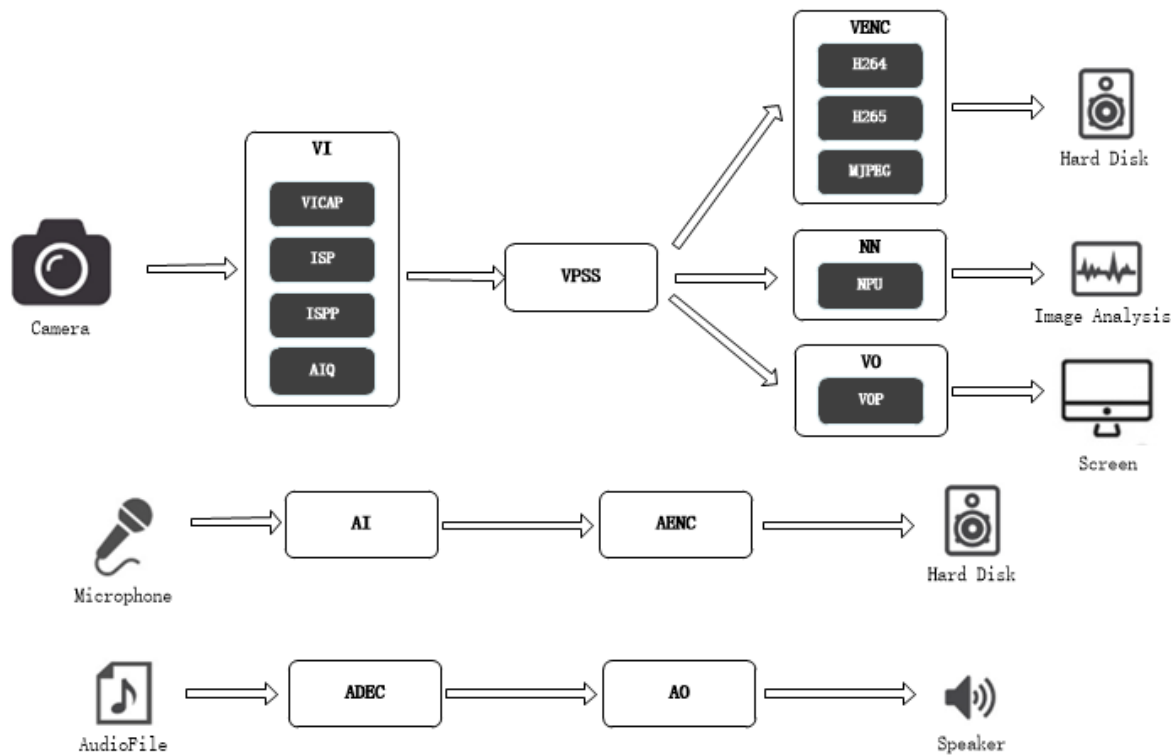 VENC
H264
H265
MJPEG
Hard Disk
VI
VICAP
ISP
ISPP
AIQ
Camera
VPSS
NN
NPU
Image Analysis
VO
VOP
Screen
Microphone
AI
AENC
Hard Disk
AudioFile
ADEC
AO
Speaker